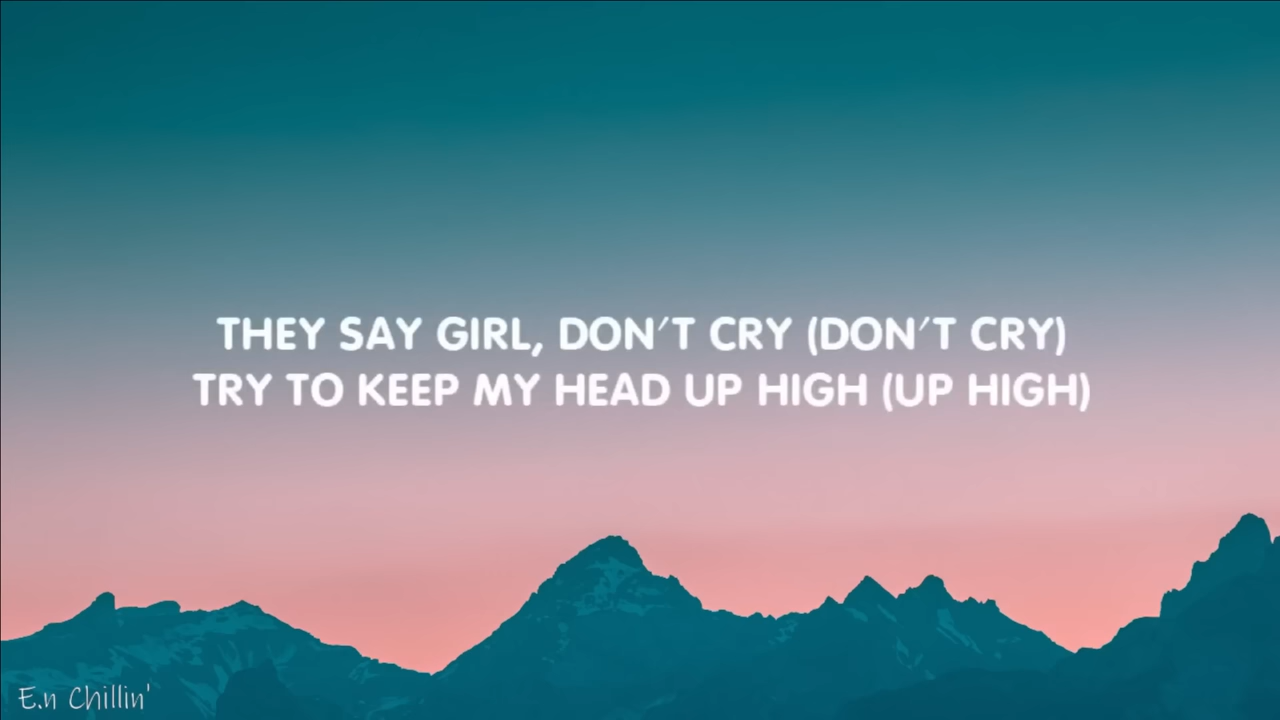 THEY SAY GIRL, DON'T CRY (DON'T CRY)
TRY TO KEEP MY HEAD UP HIGH (UP HIGH)
E.n Chillin'